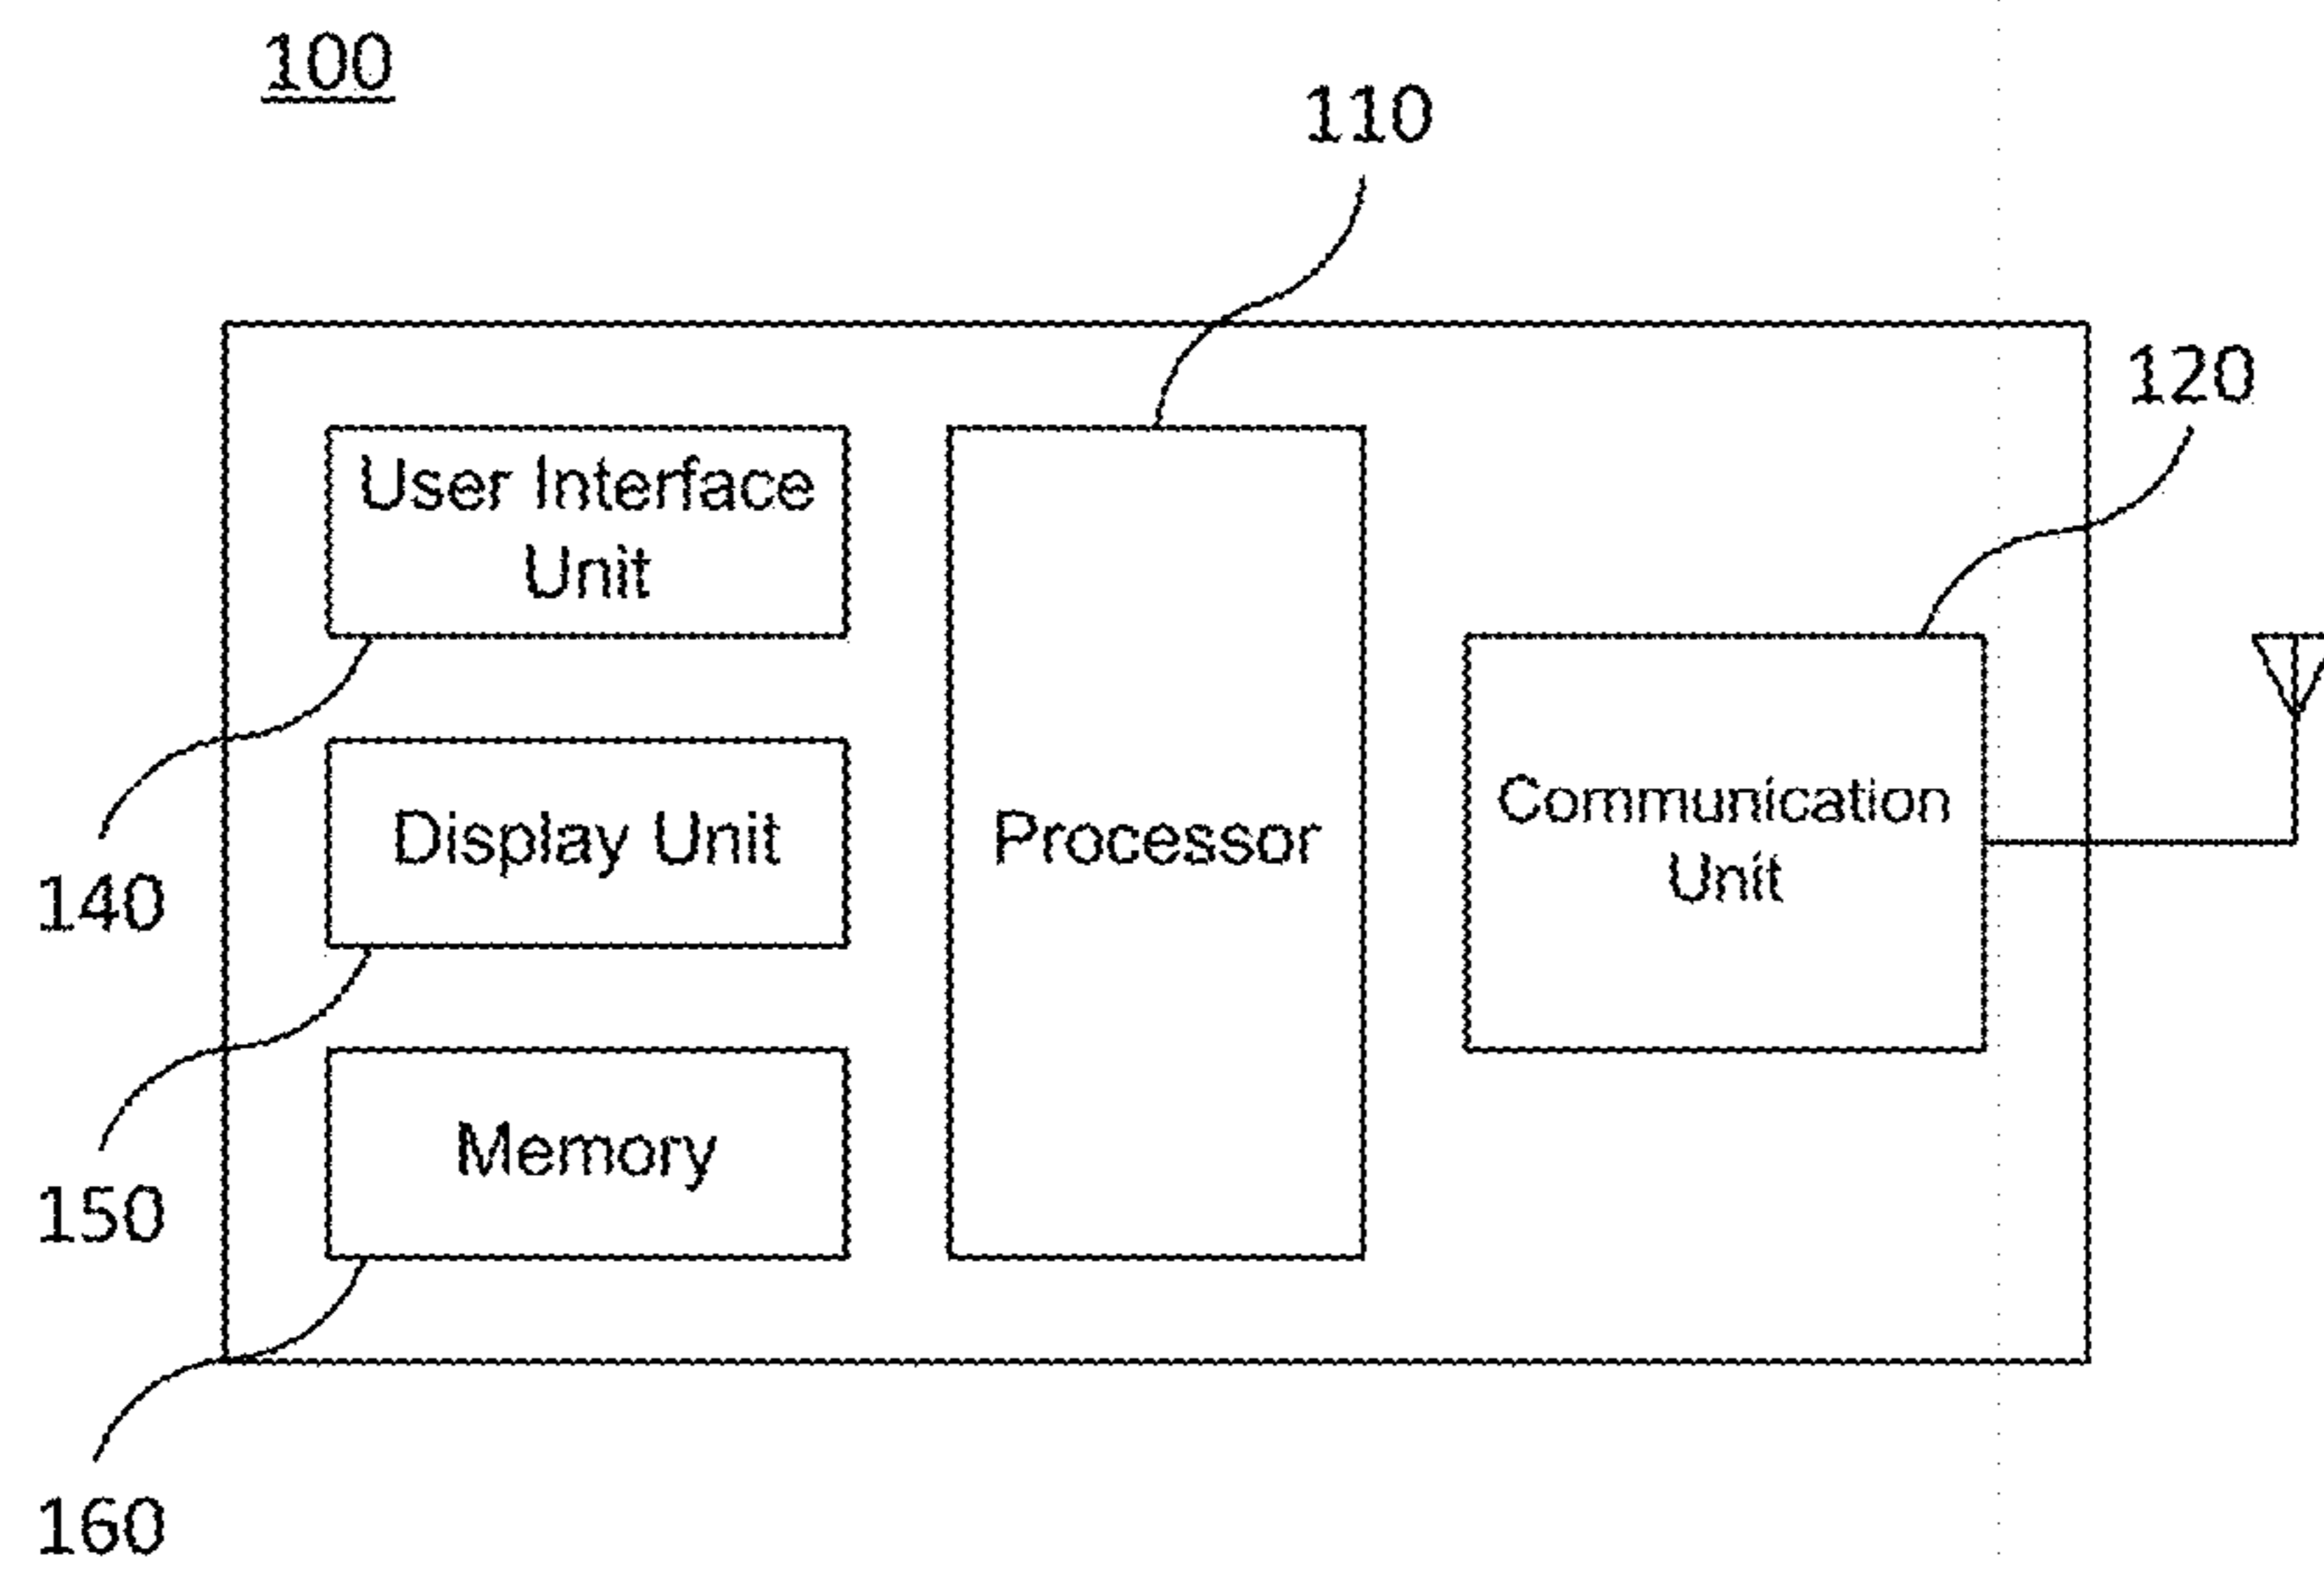 100
110
120
User Interface
Unit
140
Display Unit
Processor
Communication
Unit
150
Memory
160